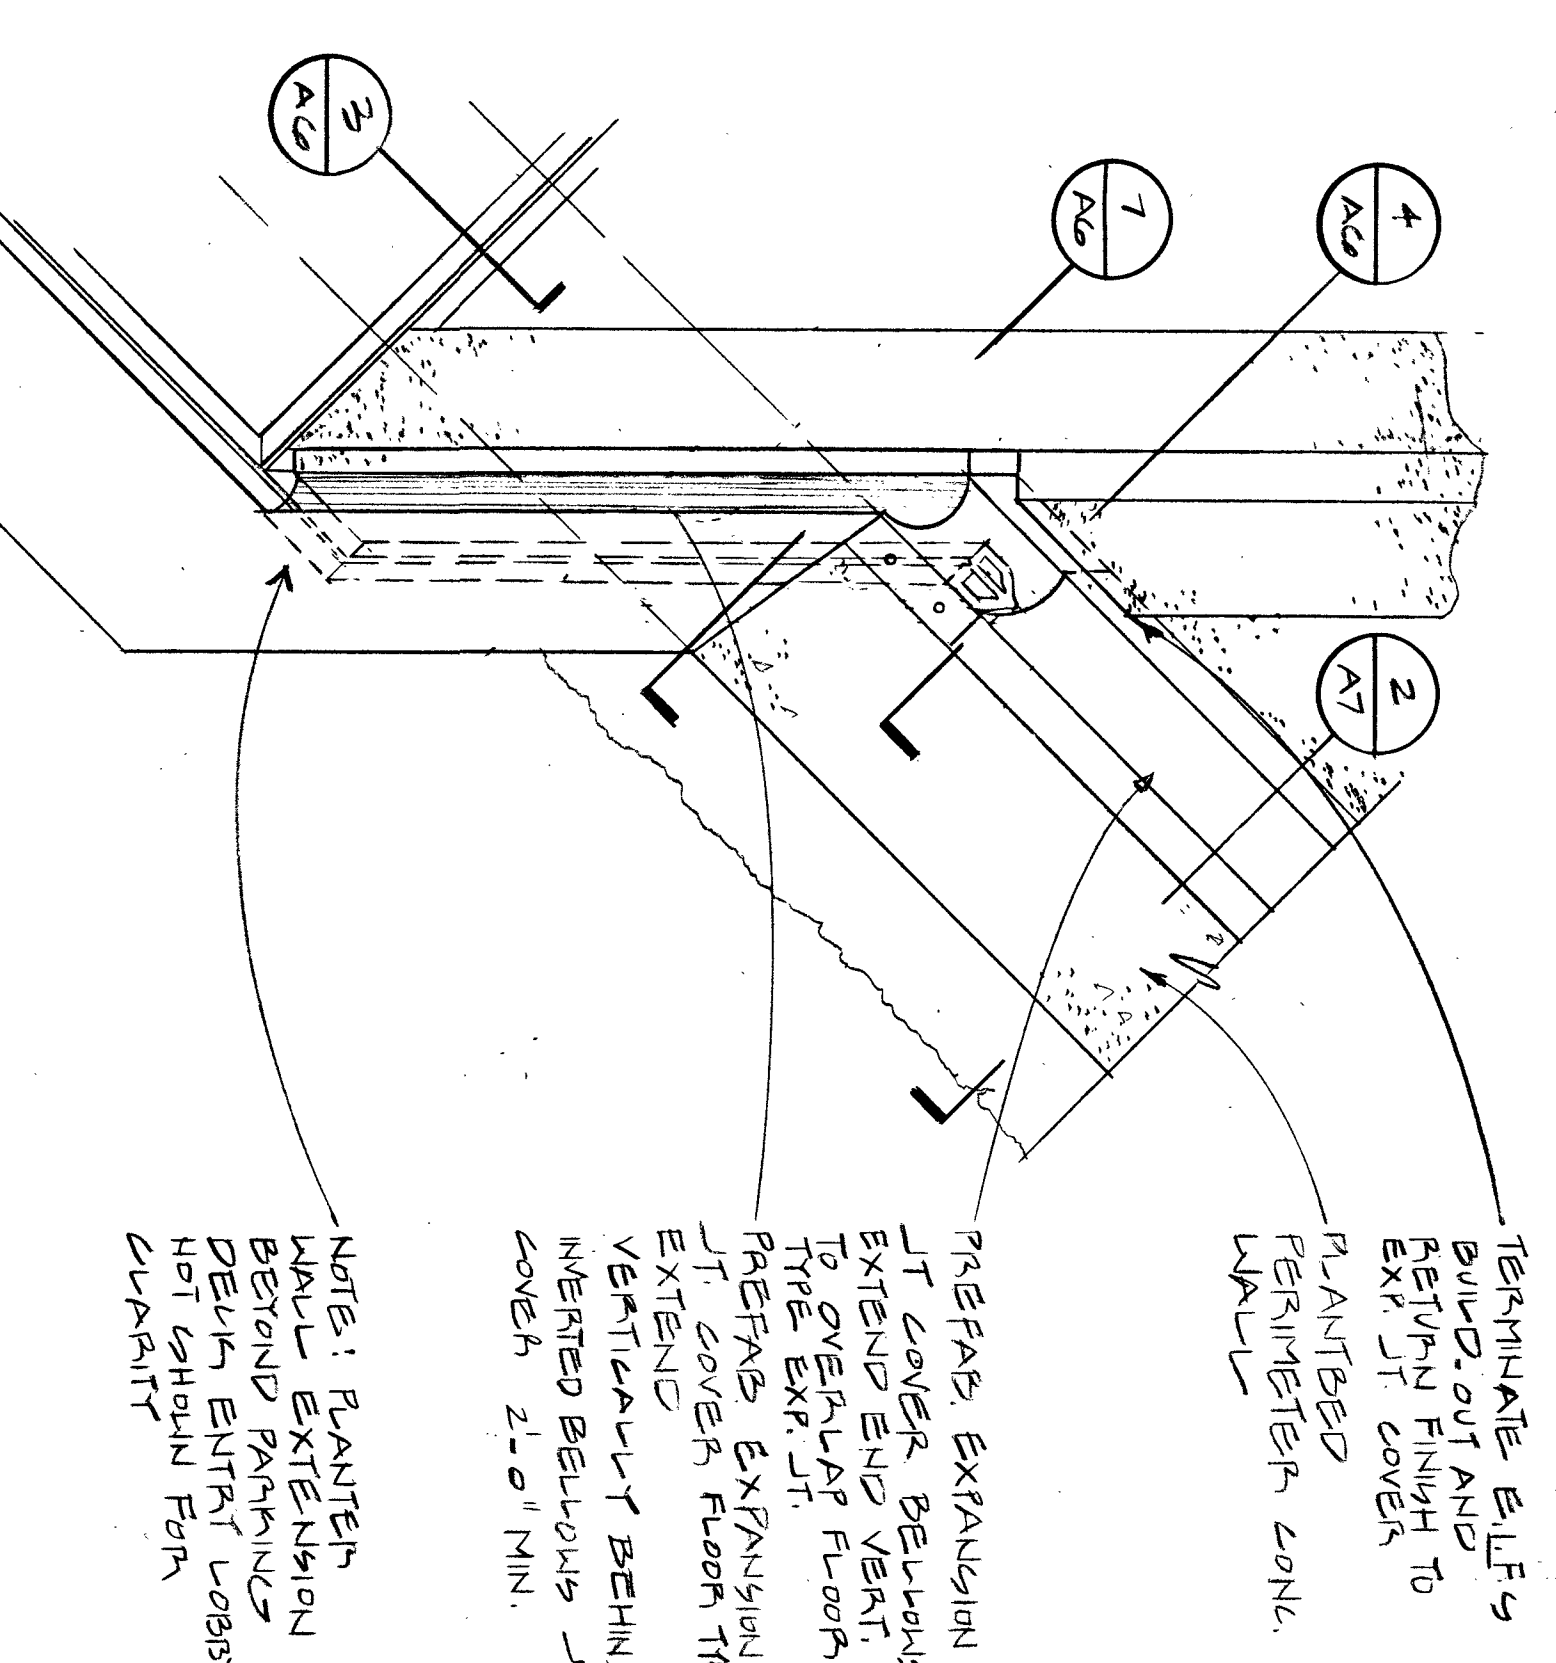 3
A6
7
A6
4
A6
2
A7
TERMINATE E.I.F.S
BUILD-OUT AND
RETURN FINISH TO
EXP. JT. COVER
PLANTBED
PERIMETER CONC.
WALL
PREFAB. EXPANSION
JT COVER BELLOWS
EXTEND END VERT.
TO OVERLAP FLOOR
TYPE EXP. JT.
PREFAB EXPANSION
JT. COVER FLOOR TY
EXTEND
VERTICALLY BEHIN
INVERTED BELLOWS J
COVER 2'-0" MIN.
NOTE: PLANTER
WALL EXTENSION
BEYOND PARKING
DECK ENTRY LOBBY
NOT SHOWN FOR
CLARITY